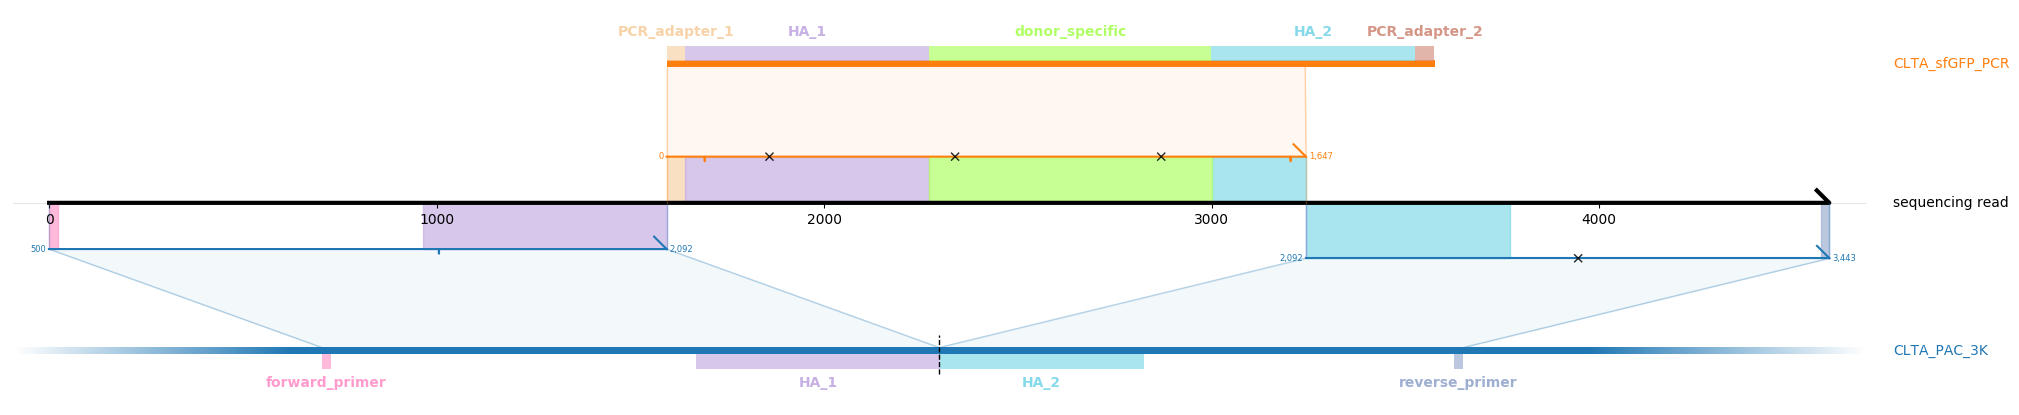 PCR_adapter_1 HA_1 donor_specific HA_2 PCR_adapter_2
CLTA_sfGFP_PCR
0 1,647
sequencing read
0 1000 2000 3000 4000
500 2,092
2,092 3,443
CLTA_PAC_3K
forward_primer HA_1 HA_2 reverse_primer